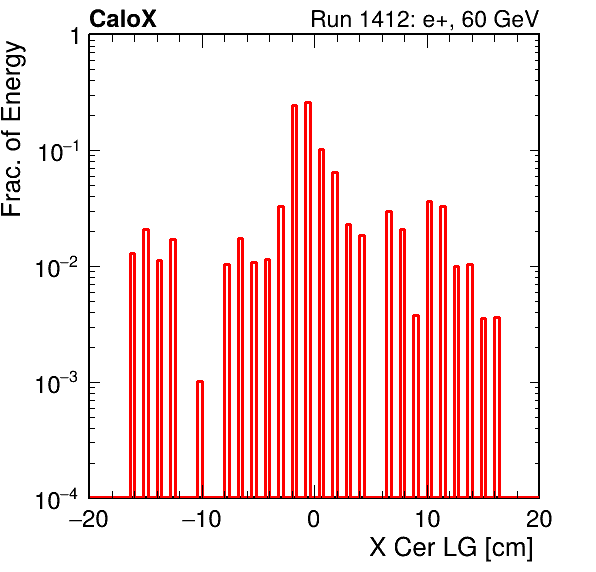 CaloX Run 1412: e+, 60 GeV
Frac. of Energy
1
10⁻¹
10⁻²
10⁻³
10⁻⁴
−20 −10 0 10 20
X Cer LG [cm]